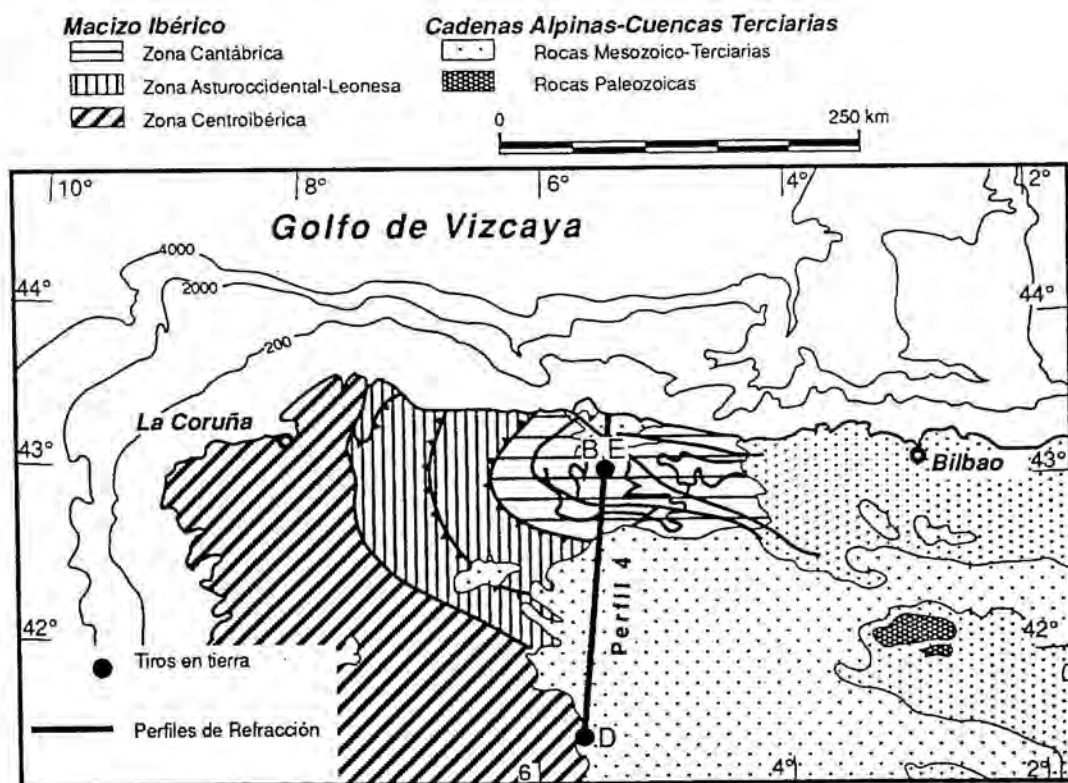 Macizo Ibérico
Zona Cantábrica
Zona Asturoccidental-Leonesa
Zona Centroibérica
Cadenas Alpinas-Cuencas Terciarias
Rocas Mesozoico-Terciarias
Rocas Paleozoicas
0 250 km
10° 8° 6° 4° 2°
Golfo de Vizcaya
4000
2000
200
44° 44°
La Coruña
B,E
Bilbao
43° 43°
Perfil 4
42° 42°
Tiros en tierra
D
Perfiles de Refracción
6 4° 2°